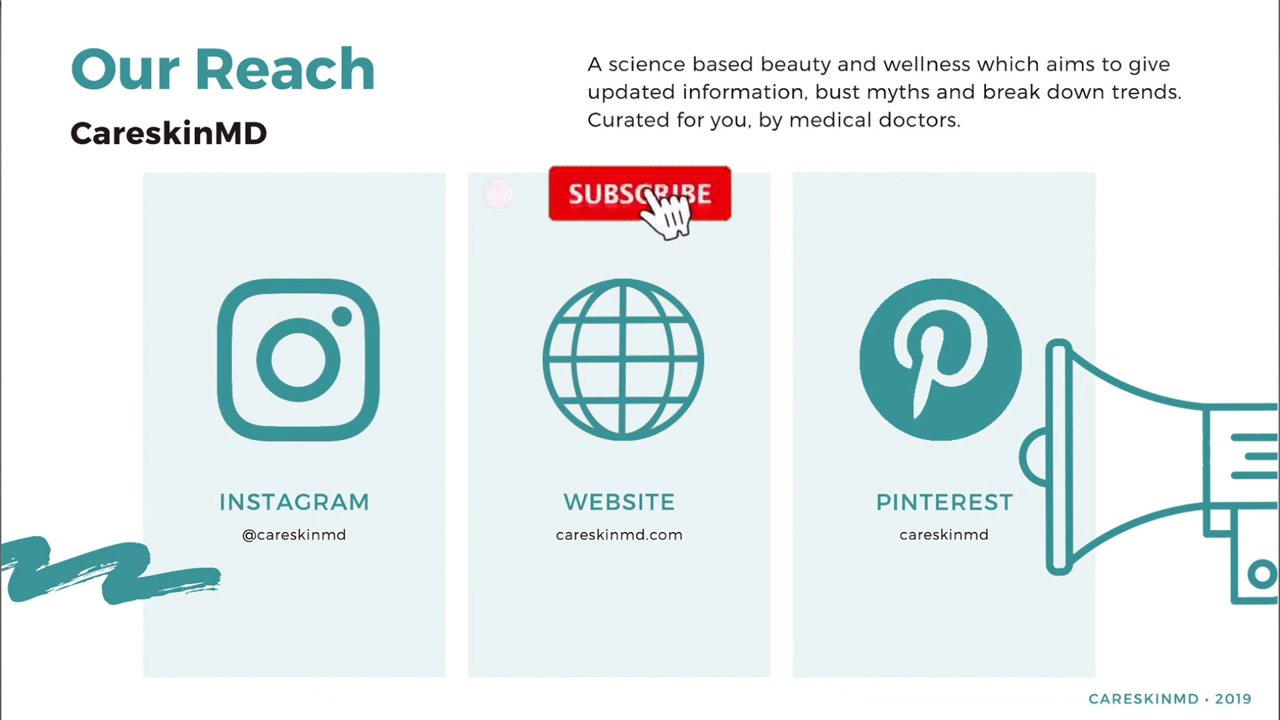 Our Reach
CareskinMD
A science based beauty and wellness which aims to give
updated information, bust myths and break down trends.
Curated for you, by medical doctors.
SUBSCRIBE
INSTAGRAM
@careskinmd
WEBSITE
careskinmd.com
PINTEREST
careskinmd
CARESKINMD • 2019